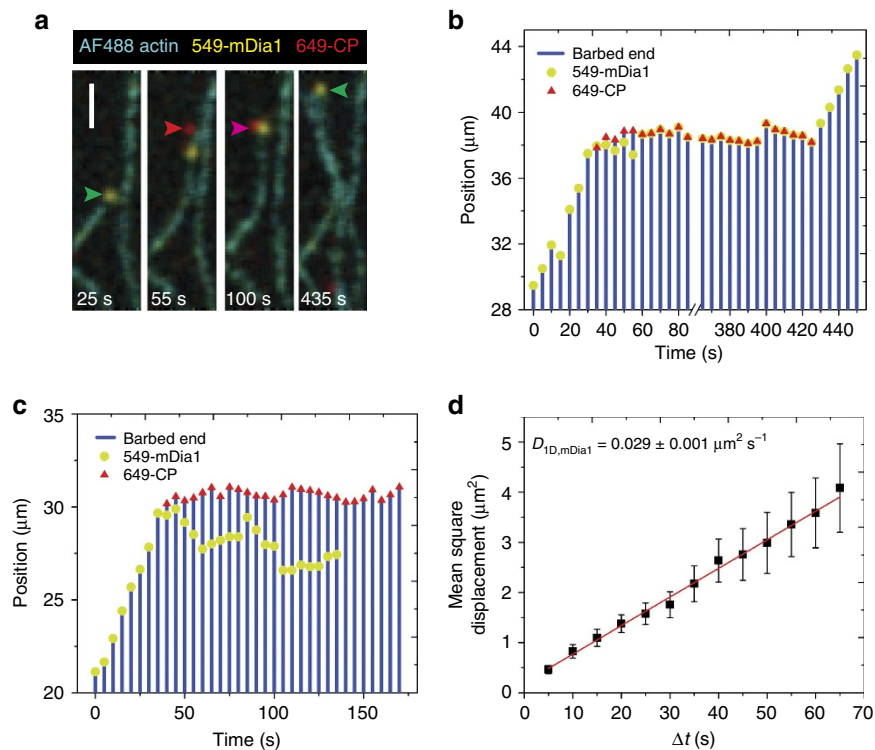 a
AF488 actin 549-mDia1 649-CP
25 s 55 s 100 s 435 s
b
Barbed end
549-mDia1
649-CP
Position (μm)
44
40
36
32
28
0 20 40 60 80 380 400 420 440
Time (s)
c
Barbed end
549-mDia1
649-CP
Position (μm)
35
30
25
20
0 50 100 150
Time (s)
d
D1D,mDia1 = 0.029 ± 0.001 μm² s⁻¹
Mean square
displacement (μm²)
5
4
3
2
1
0
0 10 20 30 40 50 60 70
Δt (s)